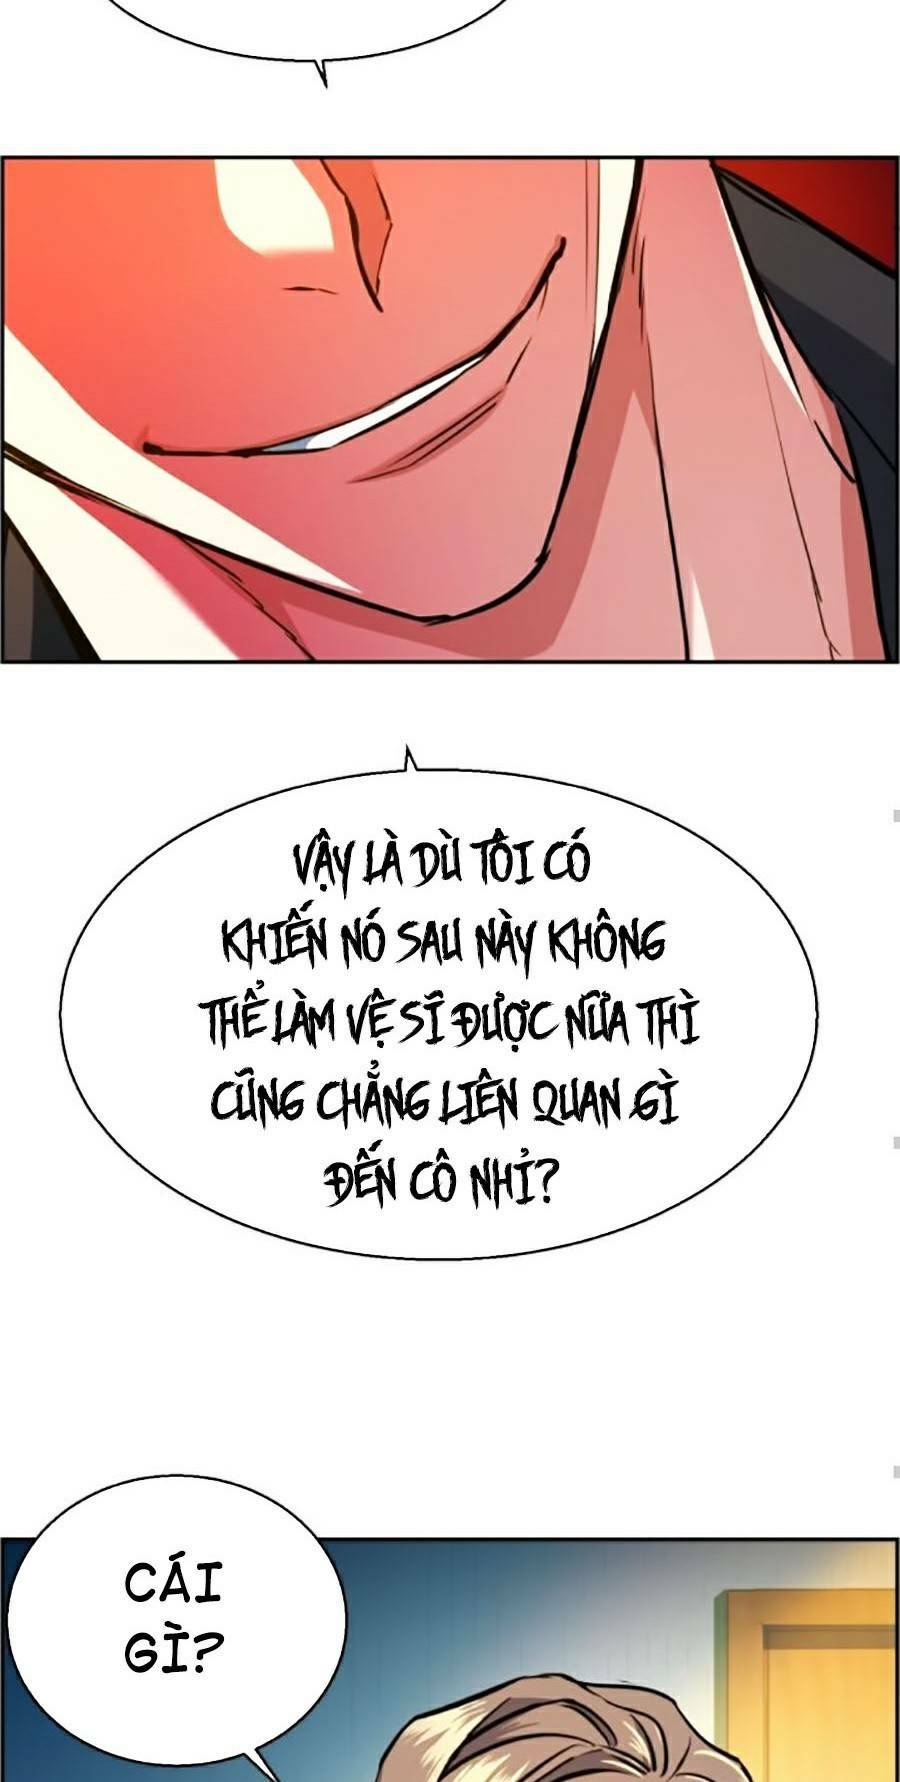 VẬY LÀ DÙ TÔI CÓ
KHIẾN NÓ SAU NÀY KHÔNG
THỂ LÀM VỆ SĨ ĐƯỢC NỮA THÌ
CŨNG CHẲNG LIÊN QUAN GÌ
ĐẾN CÔ NHỈ?
CÁI
GÌ?